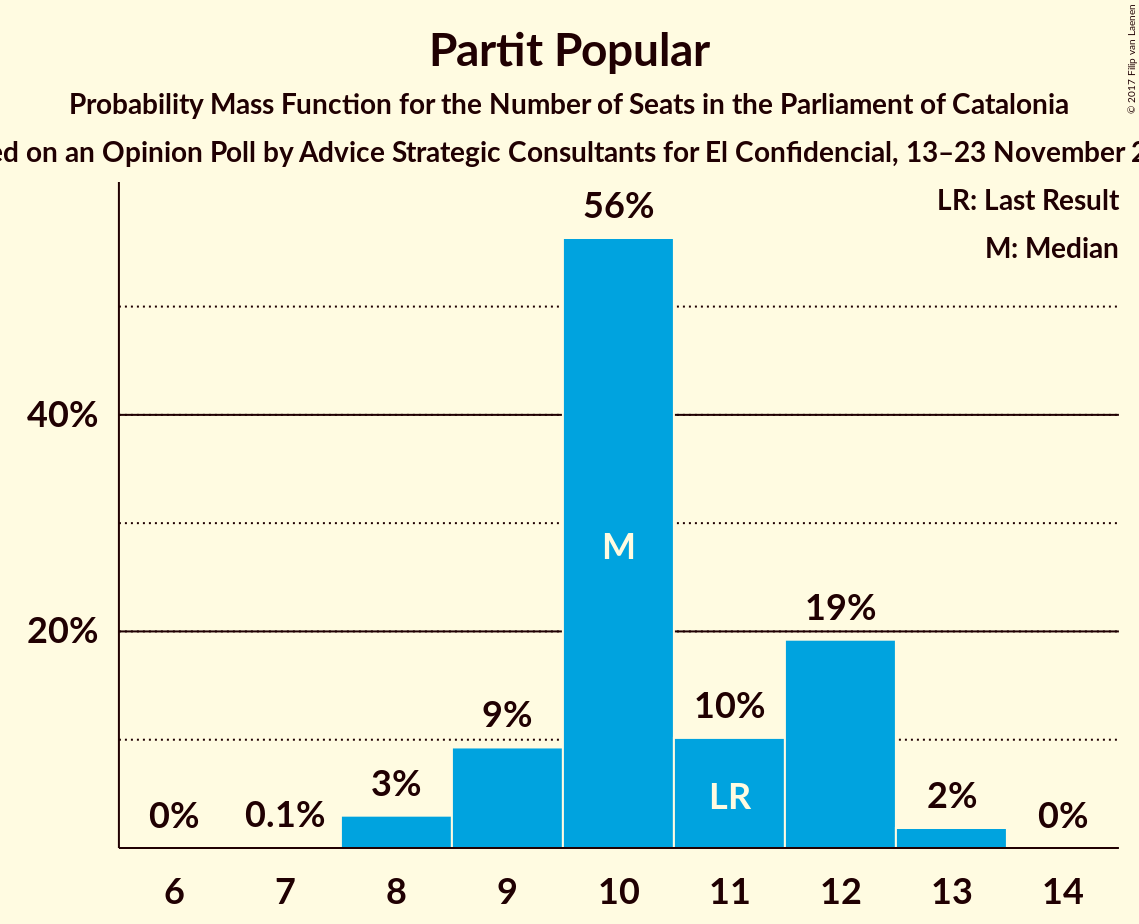 Partit Popular
Probability Mass Function for the Number of Seats in the Parliament of Catalonia
on an Opinion Poll by Advice Strategic Consultants for El Confidencial, 13–23 November
© 2017 Filip van Laenen
LR: Last Result
M: Median
56%
40%
M
19%
20%
10%
9%
LR
3%
2%
0%
0.1%
0%
6 7 8 9 10 11 12 13 14